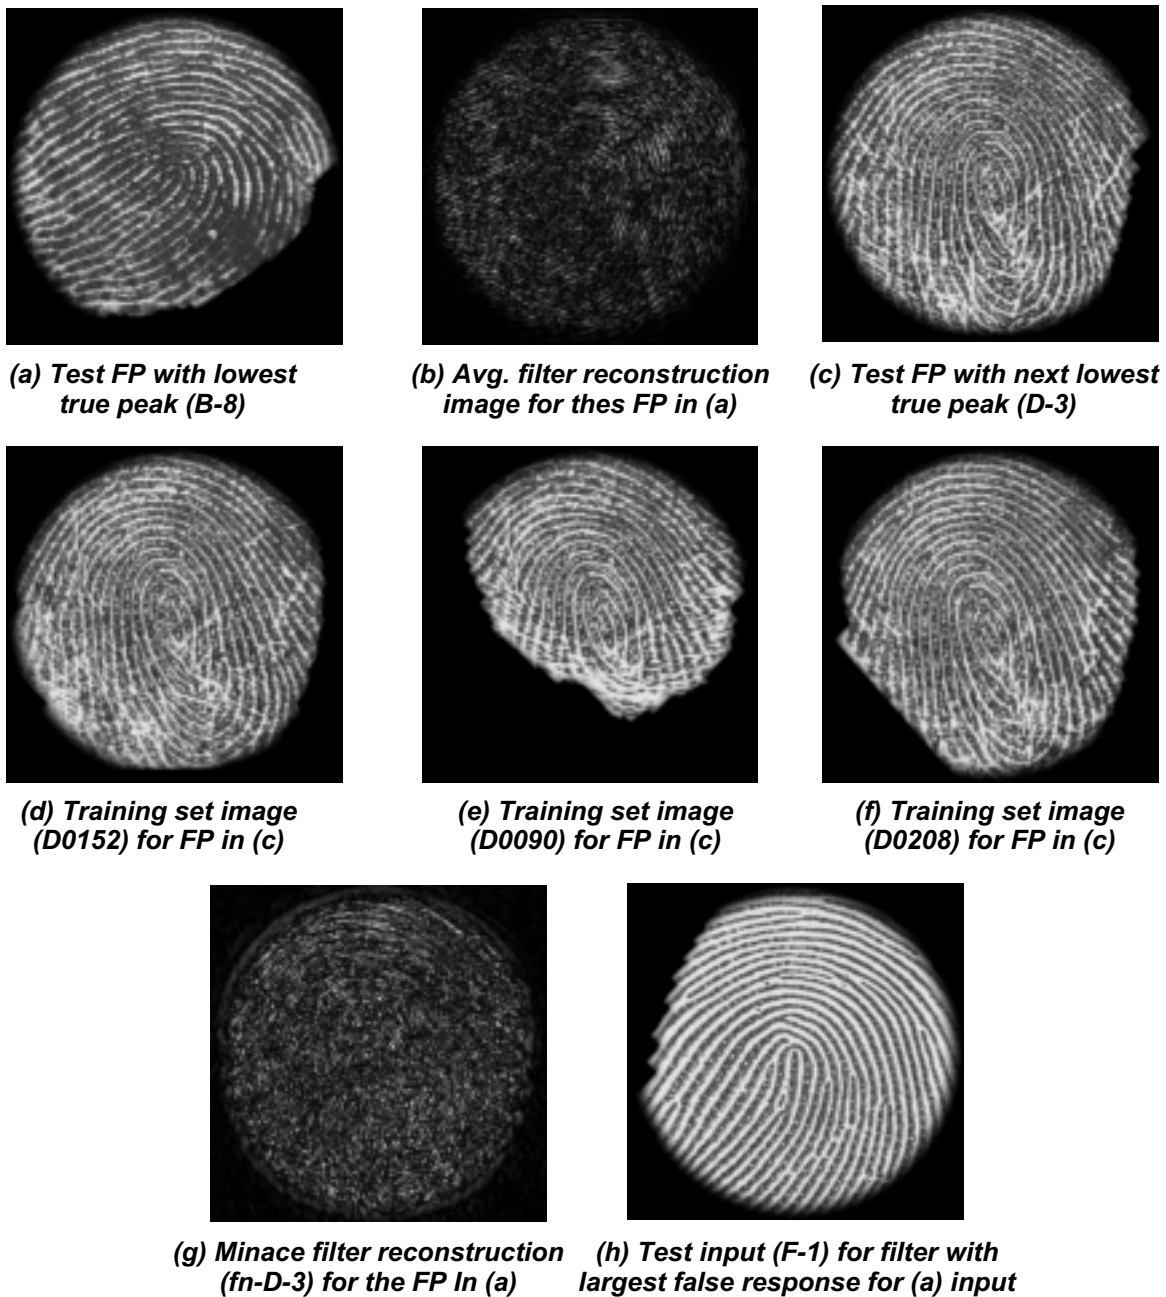 (a) Test FP with lowest
true peak (B-8)
(b) Avg. filter reconstruction
image for thes FP in (a)
(c) Test FP with next lowest
true peak (D-3)
(d) Training set image
(D0152) for FP in (c)
(e) Training set image
(D0090) for FP in (c)
(f) Training set image
(D0208) for FP in (c)
(g) Minace filter reconstruction
(fn-D-3) for the FP In (a)
(h) Test input (F-1) for filter with
largest false response for (a) input